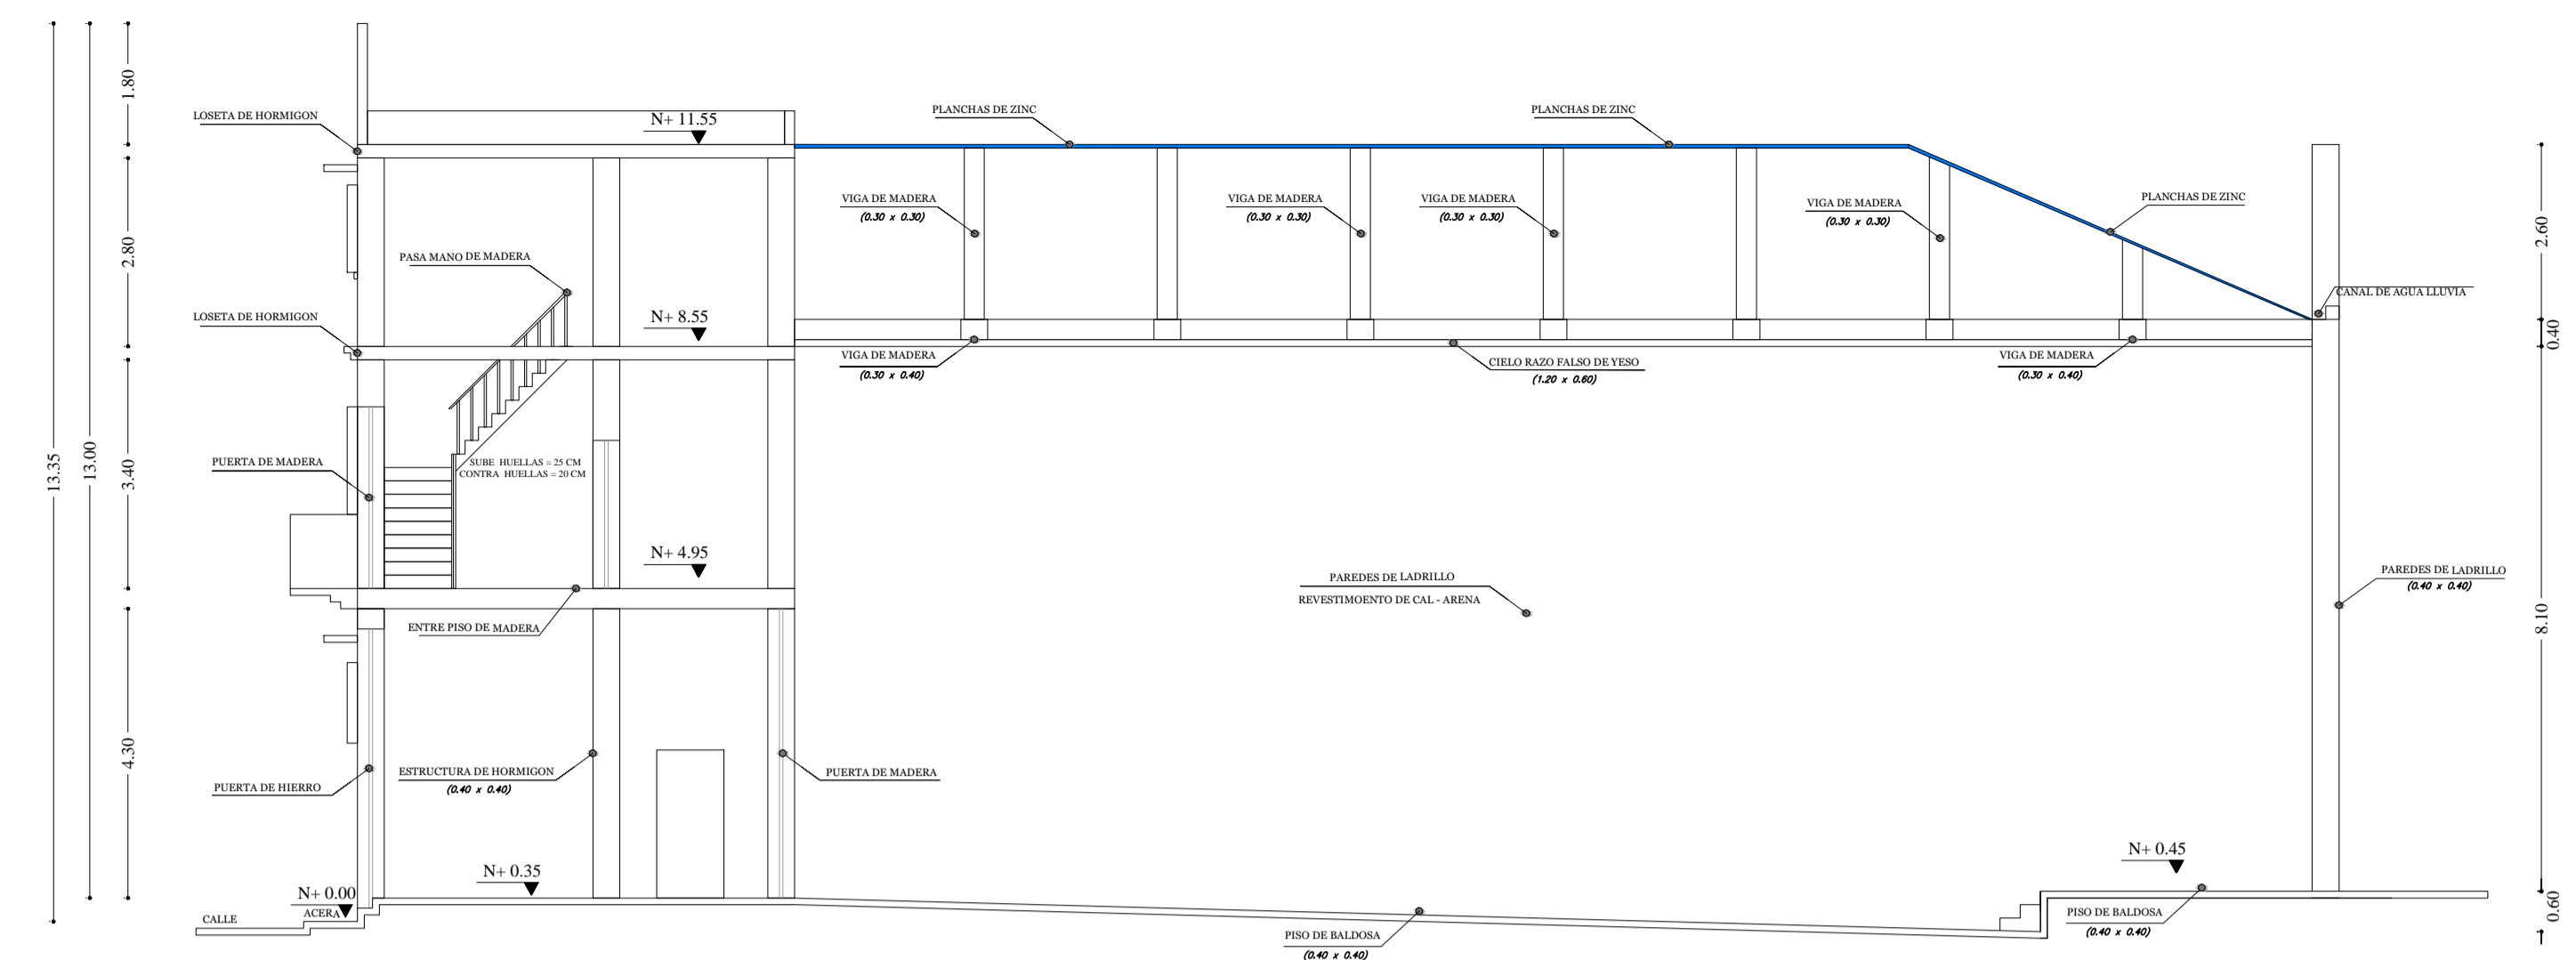 1.80
N+ 11.55
PLANCHAS DE ZINC
PLANCHAS DE ZINC
LOSETA DE HORMIGON
VIGA DE MADERA
(0.30 x 0.30)
VIGA DE MADERA
(0.30 x 0.30)
VIGA DE MADERA
(0.30 x 0.30)
VIGA DE MADERA
(0.30 x 0.30)
PLANCHAS DE ZINC
2.60
2.80
PASA MANO DE MADERA
CANAL DE AGUA LLUVIA
LOSETA DE HORMIGON
N+ 8.55
0.40
VIGA DE MADERA
(0.30 x 0.40)
CIELO RAZO FALSO DE YESO
(1.20 x 0.60)
VIGA DE MADERA
(0.30 x 0.40)
13.35
13.00
3.40
PUERTA DE MADERA
SUBE HUELLAS = 25 CM
CONTRA HUELLAS = 20 CM
N+ 4.95
PAREDES DE LADRILLO
REVESTIMOENTO DE CAL - ARENA
PAREDES DE LADRILLO
(0.40 x 0.40)
8.10
ENTRE PISO DE MADERA
4.30
ESTRUCTURA DE HORMIGON
(0.40 x 0.40)
PUERTA DE MADERA
PUERTA DE HIERRO
N+ 0.35
N+ 0.45
N+ 0.00
ACERA
CALLE
PISO DE BALDOSA
(0.40 x 0.40)
PISO DE BALDOSA
(0.40 x 0.40)
0.60